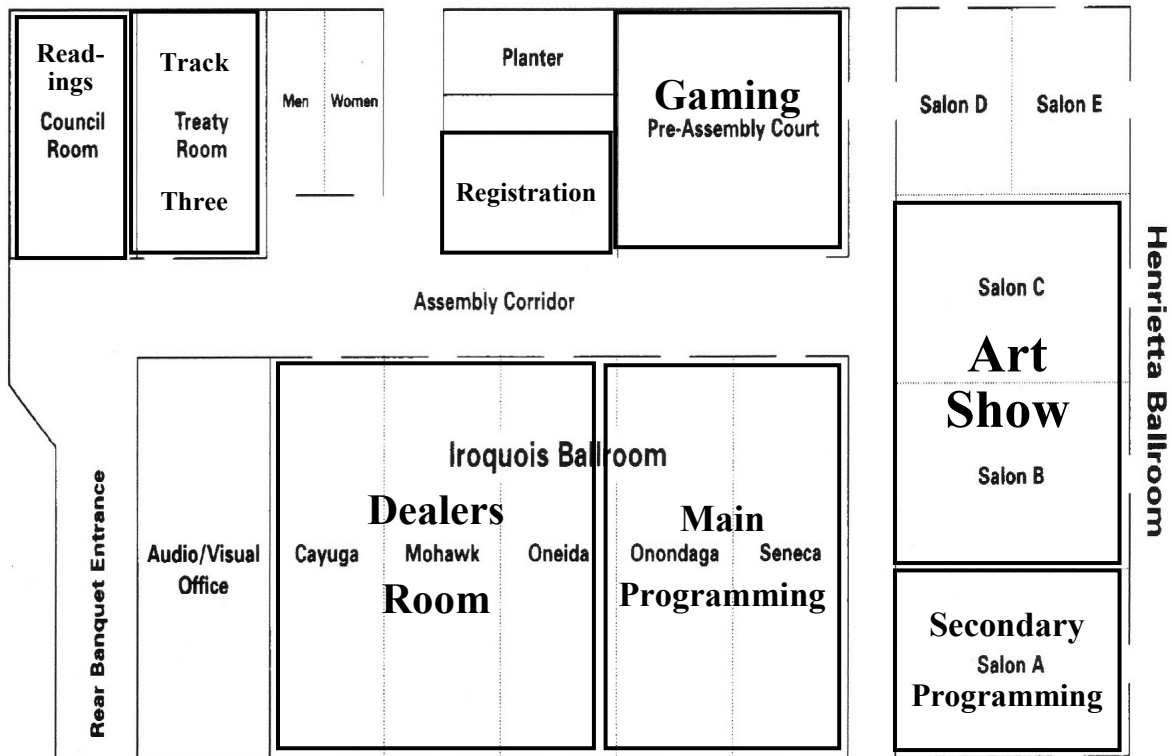 Read-
ings
Council
Room
Track
Treaty
Room
Three
Men
Women
Planter
Registration
Gaming
Pre-Assembly Court
Salon D
Salon E
Assembly Corridor
Salon C
Art
Show
Salon B
Henrietta Ballroom
Iroquois Ballroom
Rear Banquet Entrance
Audio/Visual
Office
Dealers
Cayuga
Mohawk
Oneida
Room
Main
Onondaga
Seneca
Programming
Secondary
Salon A
Programming